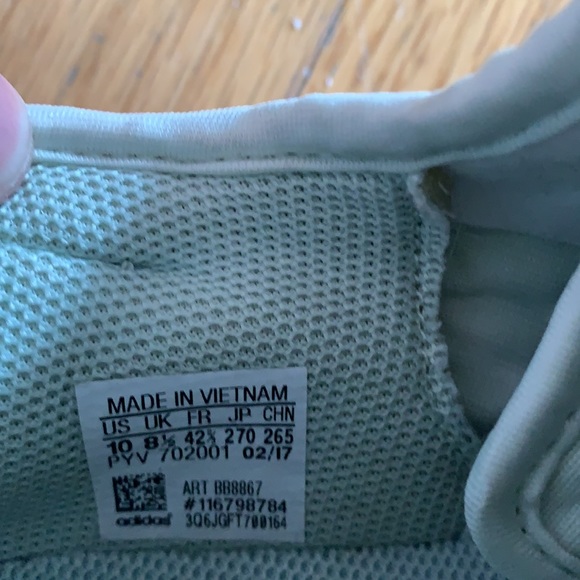 MADE IN VIETNAM
US UK FR JP CHN
10 8½ 42⅔ 270 265
PYV 702001 02/17
ART BB8867
#116798784
adidas 3Q6JGFT700164